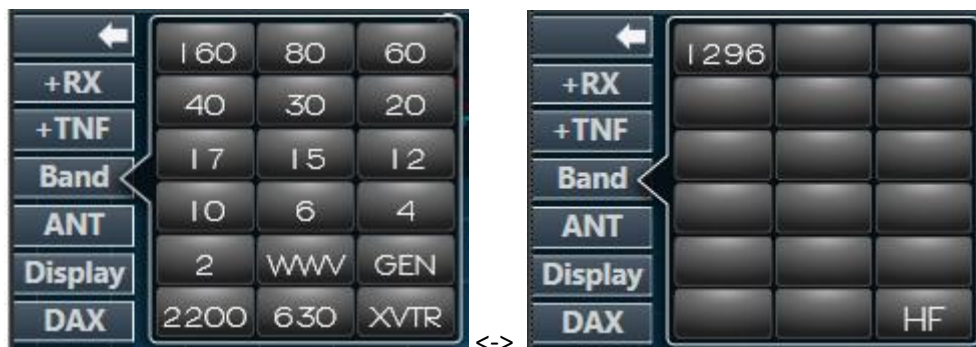 160 80 60
+RX
40 30 20
+TNF
17 15 12
Band
10 6 4
ANT
2 WWV GEN
Display
2200 630 XVTR
DAX
<->
1296
+RX
+TNF
Band
ANT
Display
DAX
HF